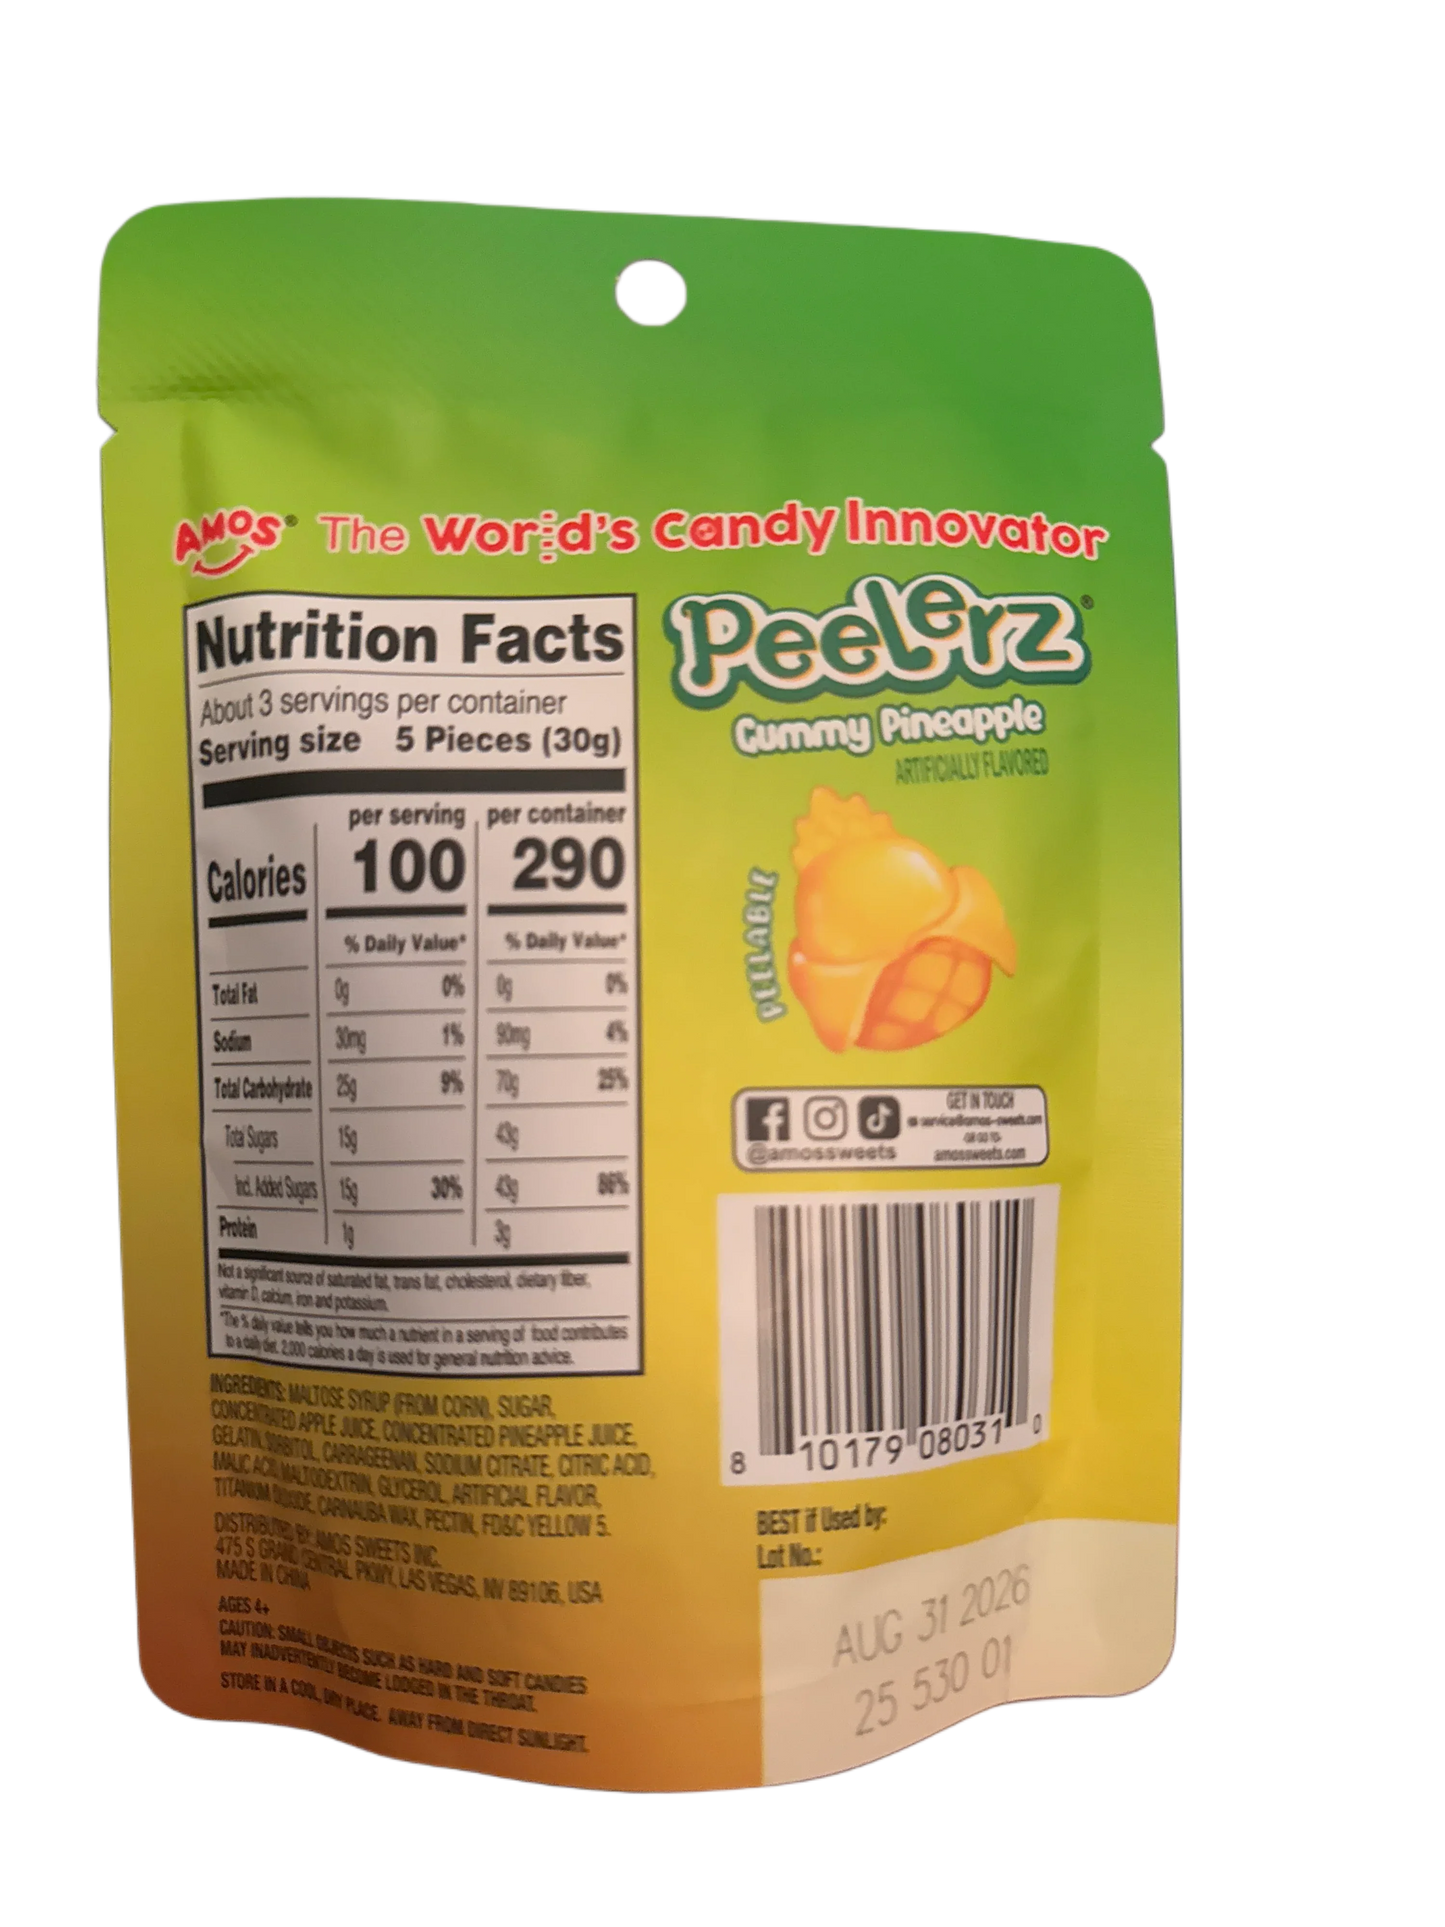 AMOS® The World's Candy Innovator
Nutrition Facts
About 3 servings per container
Serving size 5 Pieces (30g)
per serving per container
Calories 100 290
% Daily Value* % Daily Value*
Total Fat 0g 0% 0g 0%
Sodium 30mg 1% 90mg 4%
Total Carbohydrate 25g 9% 70g 25%
Total Sugars 15g 43g
Incl. Added Sugars 15g 30% 43g 86%
Protein 1g 3g
Not a significant source of saturated fat, trans fat, cholesterol, dietary fiber,
vitamin D, calcium, iron and potassium.
*The % daily value tells you how much a nutrient in a serving of food contributes
to a daily diet. 2,000 calories a day is used for general nutrition advice.
INGREDIENTS: MALTOSE SYRUP (FROM CORN), SUGAR,
CONCENTRATED APPLE JUICE, CONCENTRATED PINEAPPLE JUICE,
GELATIN, SORBITOL, CARRAGEENAN, SODIUM CITRATE, CITRIC ACID,
MALIC ACID, MALTODEXTRIN, GLYCEROL, ARTIFICIAL FLAVOR,
TITANIUM DIOXIDE, CARNAUBA WAX, PECTIN, FD&C YELLOW 5.
DISTRIBUTED BY: AMOS SWEETS INC.
475 S GRAND CENTRAL PKWY, LAS VEGAS, NV 89106, USA
MADE IN CHINA
AGES 4+
CAUTION: SMALL OBJECTS SUCH AS HARD AND SOFT CANDIES
MAY INADVERTENTLY BECOME LODGED IN THE THROAT.
STORE IN A COOL, DRY PLACE. AWAY FROM DIRECT SUNLIGHT.
Peelerz®
Gummy Pineapple
ARTIFICIALLY FLAVORED
PEELABLE
@amossweets
GET IN TOUCH
service@amos-sweets.com
OR GO TO
amossweets.com
8 10179 08031 0
BEST if Used by:
Lot No.:
AUG 31 2026
25 530 01